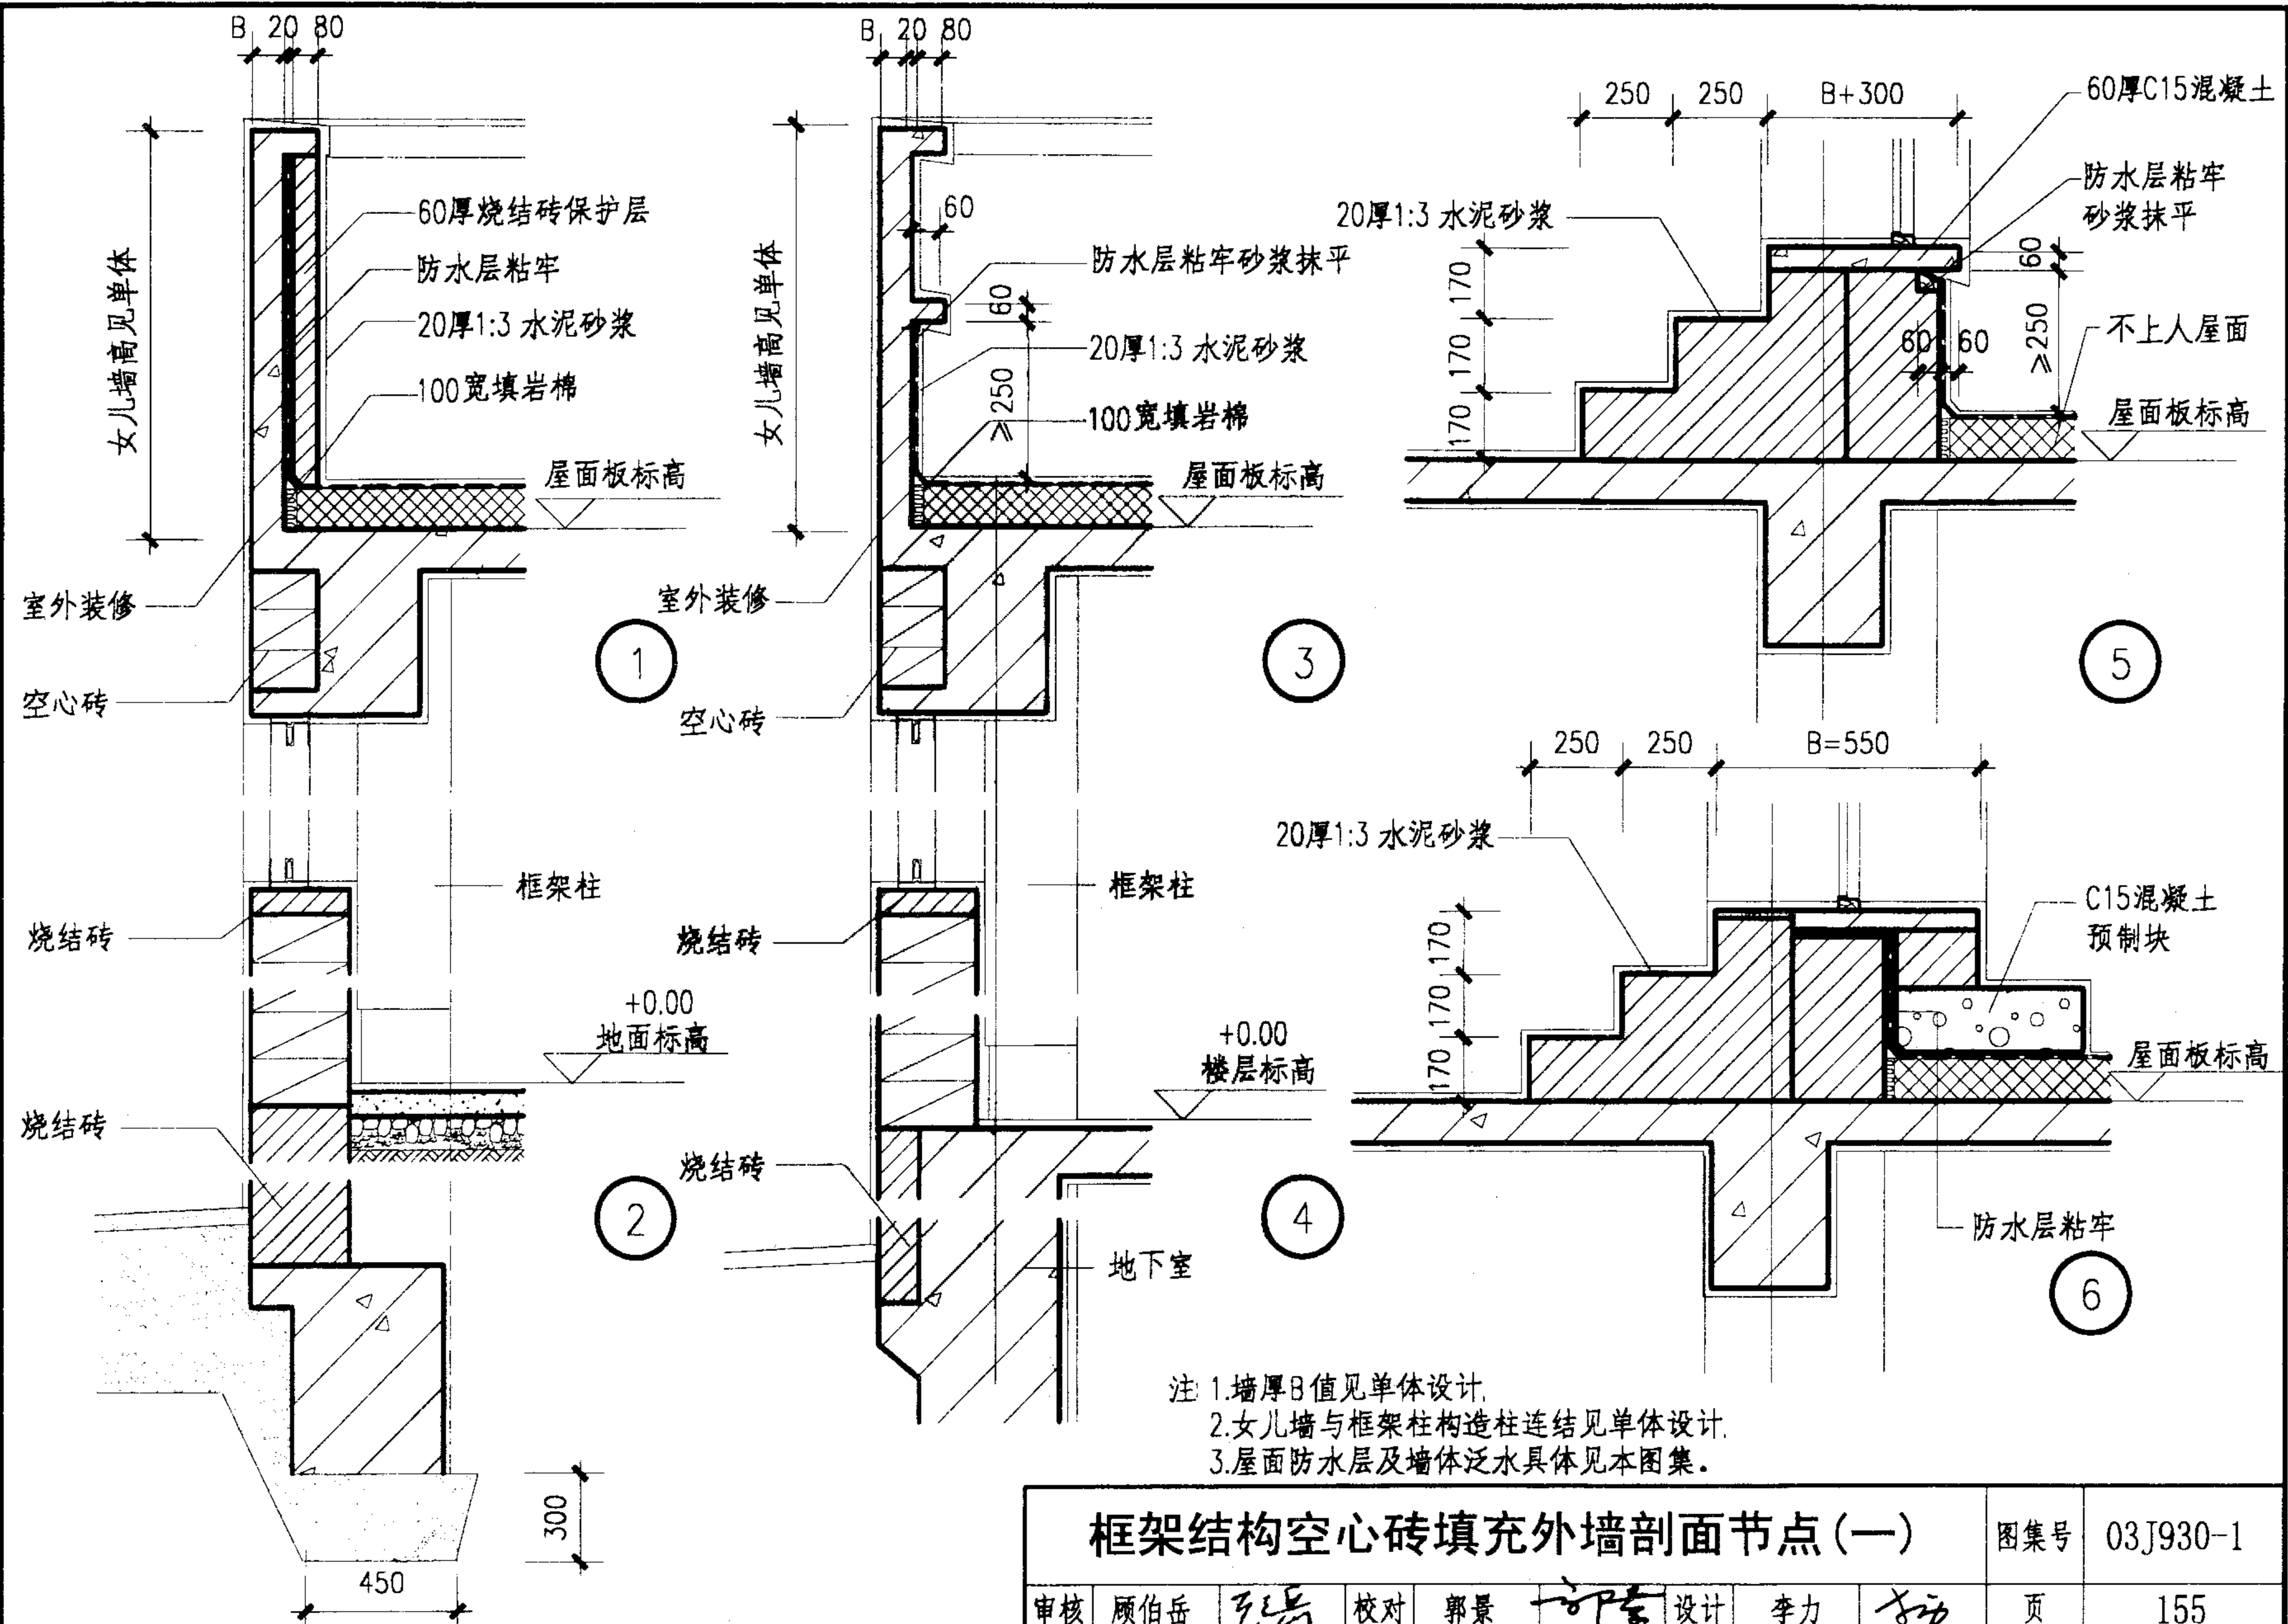 B 20 80
女儿墙高见单体
60厚烧结砖保护层
防水层粘牢
20厚1:3 水泥砂浆
100宽填岩棉
屋面板标高
室外装修
空心砖
1
框架柱
烧结砖
+0.00
地面标高
烧结砖
2
300
450
B 20 80
女儿墙高见单体
60
防水层粘牢砂浆抹平
60
20厚1:3 水泥砂浆
≥250
100宽填岩棉
屋面板标高
室外装修
空心砖
3
框架柱
烧结砖
+0.00
楼层标高
烧结砖
4
地下室
250 250 B+300
60厚C15混凝土
防水层粘牢
砂浆抹平
20厚1:3 水泥砂浆
170
170
170
60
60 60
≥250
不上人屋面
屋面板标高
5
250 250 B=550
20厚1:3 水泥砂浆
C15混凝土
预制块
170
170
170
屋面板标高
防水层粘牢
6
注 1.墙厚B值见单体设计.
2.女儿墙与框架柱构造柱连结见单体设计.
3.屋面防水层及墙体泛水具体见本图集.
框架结构空心砖填充外墙剖面节点(一) 图集号 03J930-1
审核 顾伯岳 校对 郭景 设计 李力 页 155